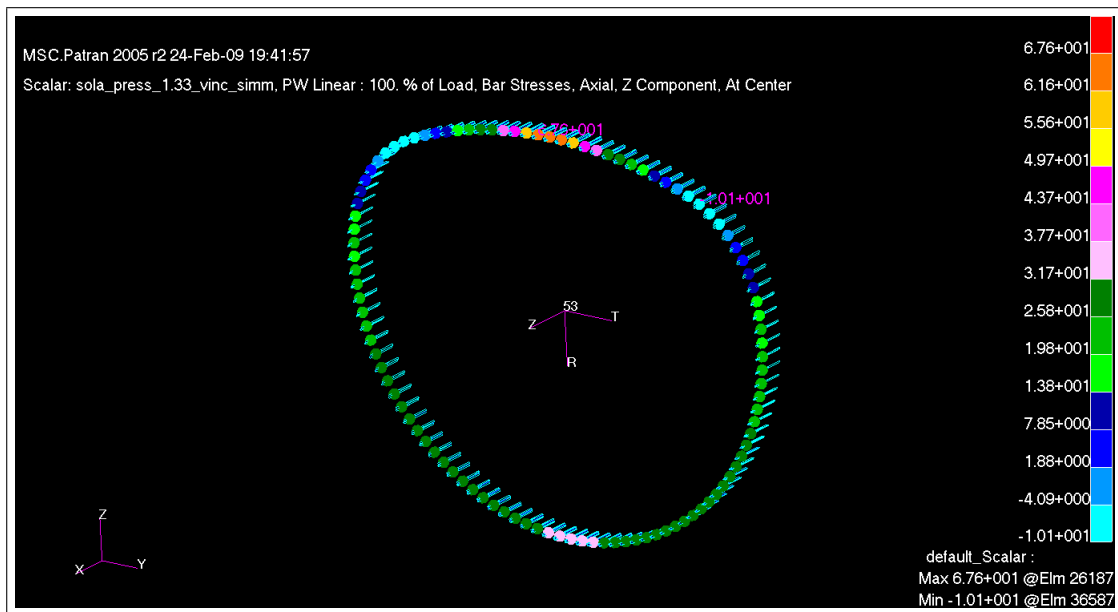 MSC.Patran 2005 r2 24-Feb-09 19:41:57
Scalar: sola_press_1.33_vinc_simm, PW Linear : 100. % of Load, Bar Stresses, Axial, Z Component, At Center
6.76+001
6.16+001
5.56+001
4.97+001
4.37+001
3.77+001
3.17+001
2.58+001
1.98+001
1.38+001
7.85+000
1.88+000
-4.09+000
-1.01+001
53
Z
T
R
Z
X
Y
default_Scalar :
Max 6.76+001 @Elm 26187
Min -1.01+001 @Elm 36587